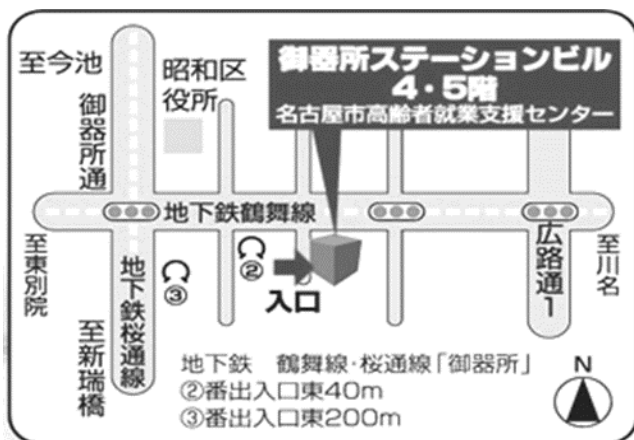 至今池
御器所通
昭和区
役所
御器所ステーションビル
4・5階
名古屋市高齢者就業支援センター
地下鉄鶴舞線
至東別院
地下鉄桜通線
至新瑞橋
③
②
入口
広路通1
至川名
地下鉄 鶴舞線・桜通線「御器所」
②番出入口東40m
③番出入口東200m
N